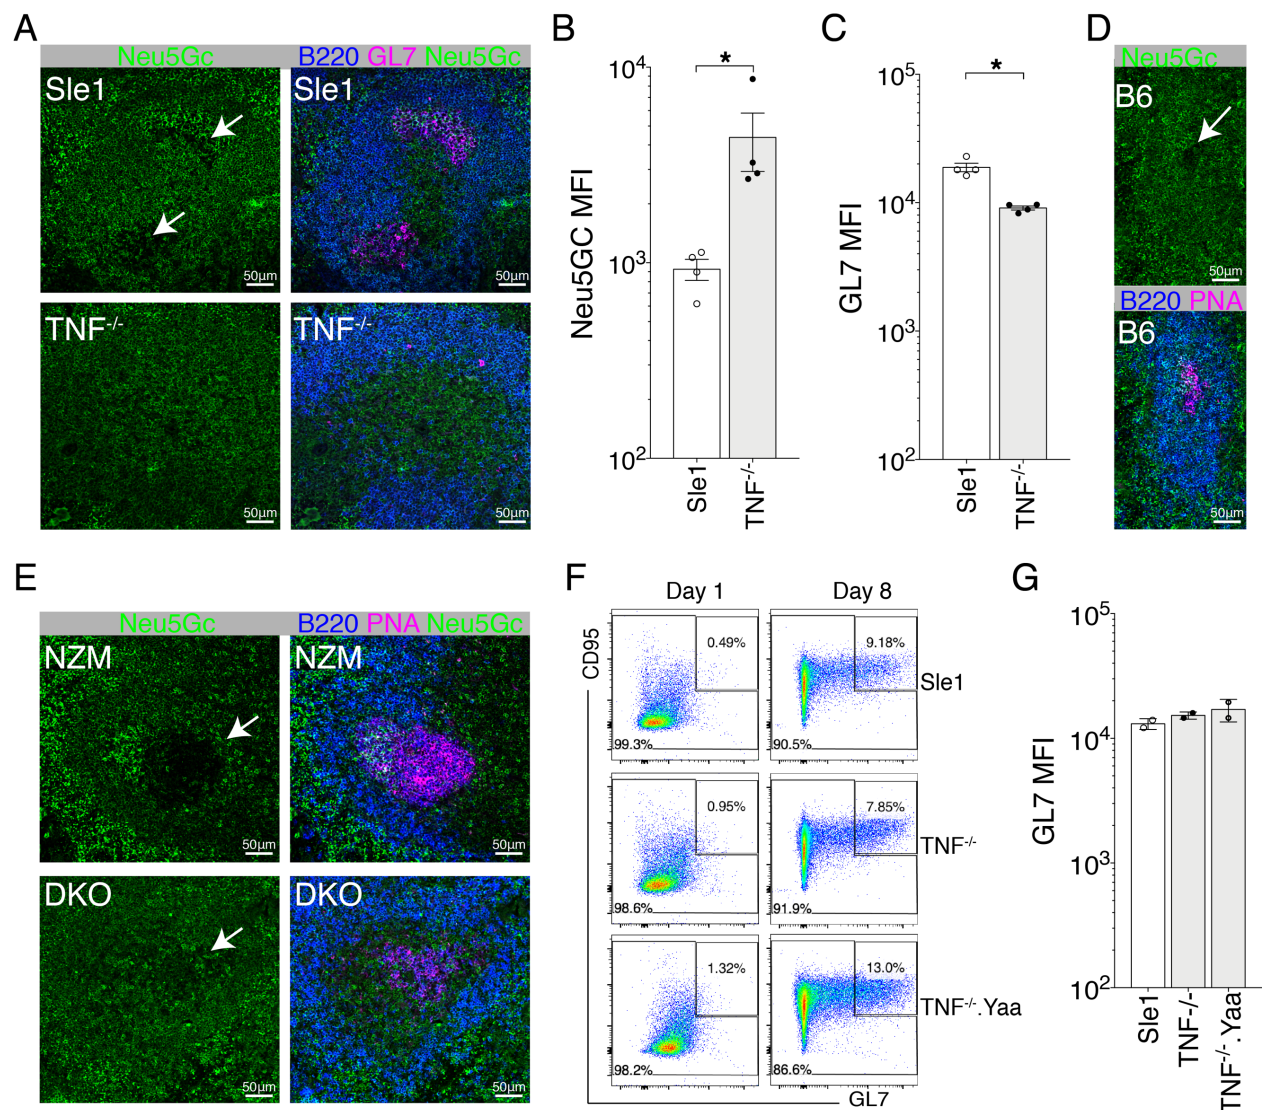 A
Neu5Gc
B220 GL7 Neu5Gc
Sle1
Sle1
50µm
50µm
TNF-/-
TNF-/-
50µm
50µm
B
Neu5GC MFI
10^4
10^3
10^2
*
Sle1
TNF-/-
C
GL7 MFI
10^5
10^4
10^3
10^2
*
Sle1
TNF-/-
D
Neu5Gc
B6
50µm
B220 PNA
B6
50µm
E
Neu5Gc
B220 PNA Neu5Gc
NZM
NZM
50µm
50µm
DKO
DKO
50µm
50µm
F
Day 1
Day 8
CD95
0.49%
99.3%
9.18%
90.5%
Sle1
0.95%
98.6%
7.85%
91.9%
TNF-/-
1.32%
98.2%
13.0%
86.6%
TNF-/-.Yaa
GL7
G
GL7 MFI
10^5
10^4
10^3
10^2
Sle1
TNF-/-
TNF-/-.Yaa